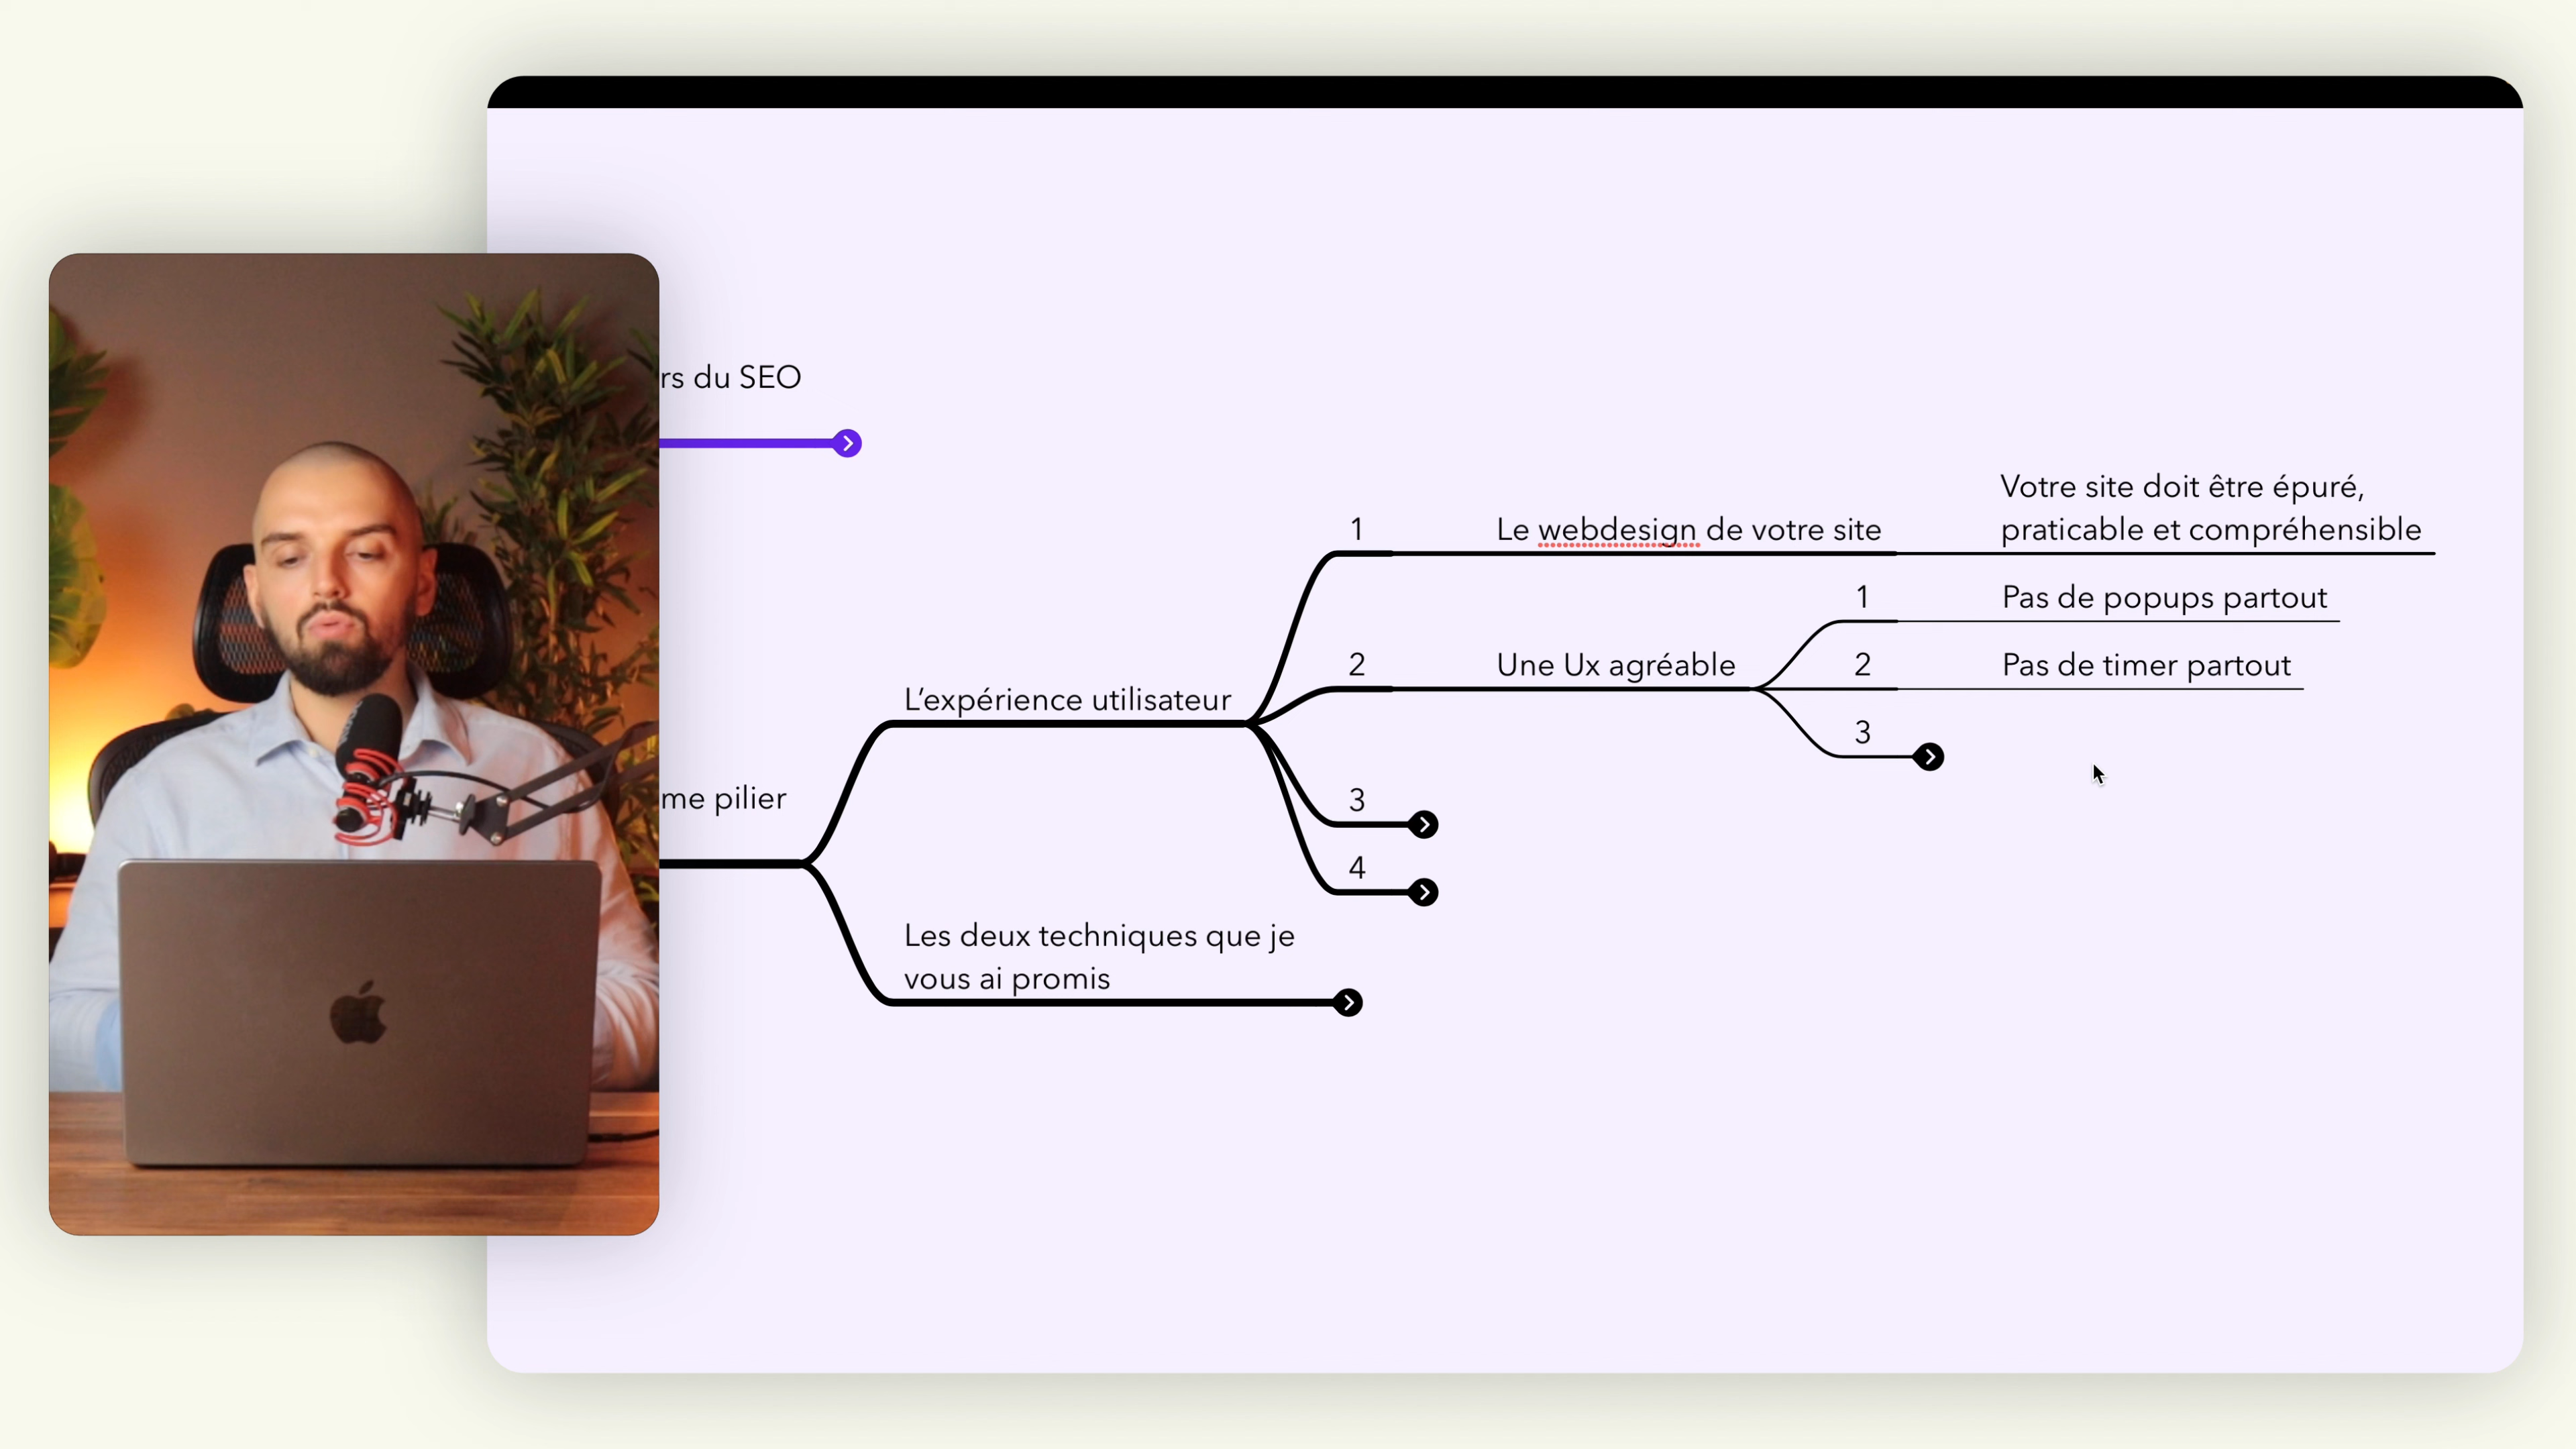 rs du SEO
1
Le webdesign de votre site
Votre site doit être épuré,
praticable et compréhensible
1
Pas de popups partout
2
Une Ux agréable
2
Pas de timer partout
L'expérience utilisateur
3
me pilier
3
4
Les deux techniques que je
vous ai promis